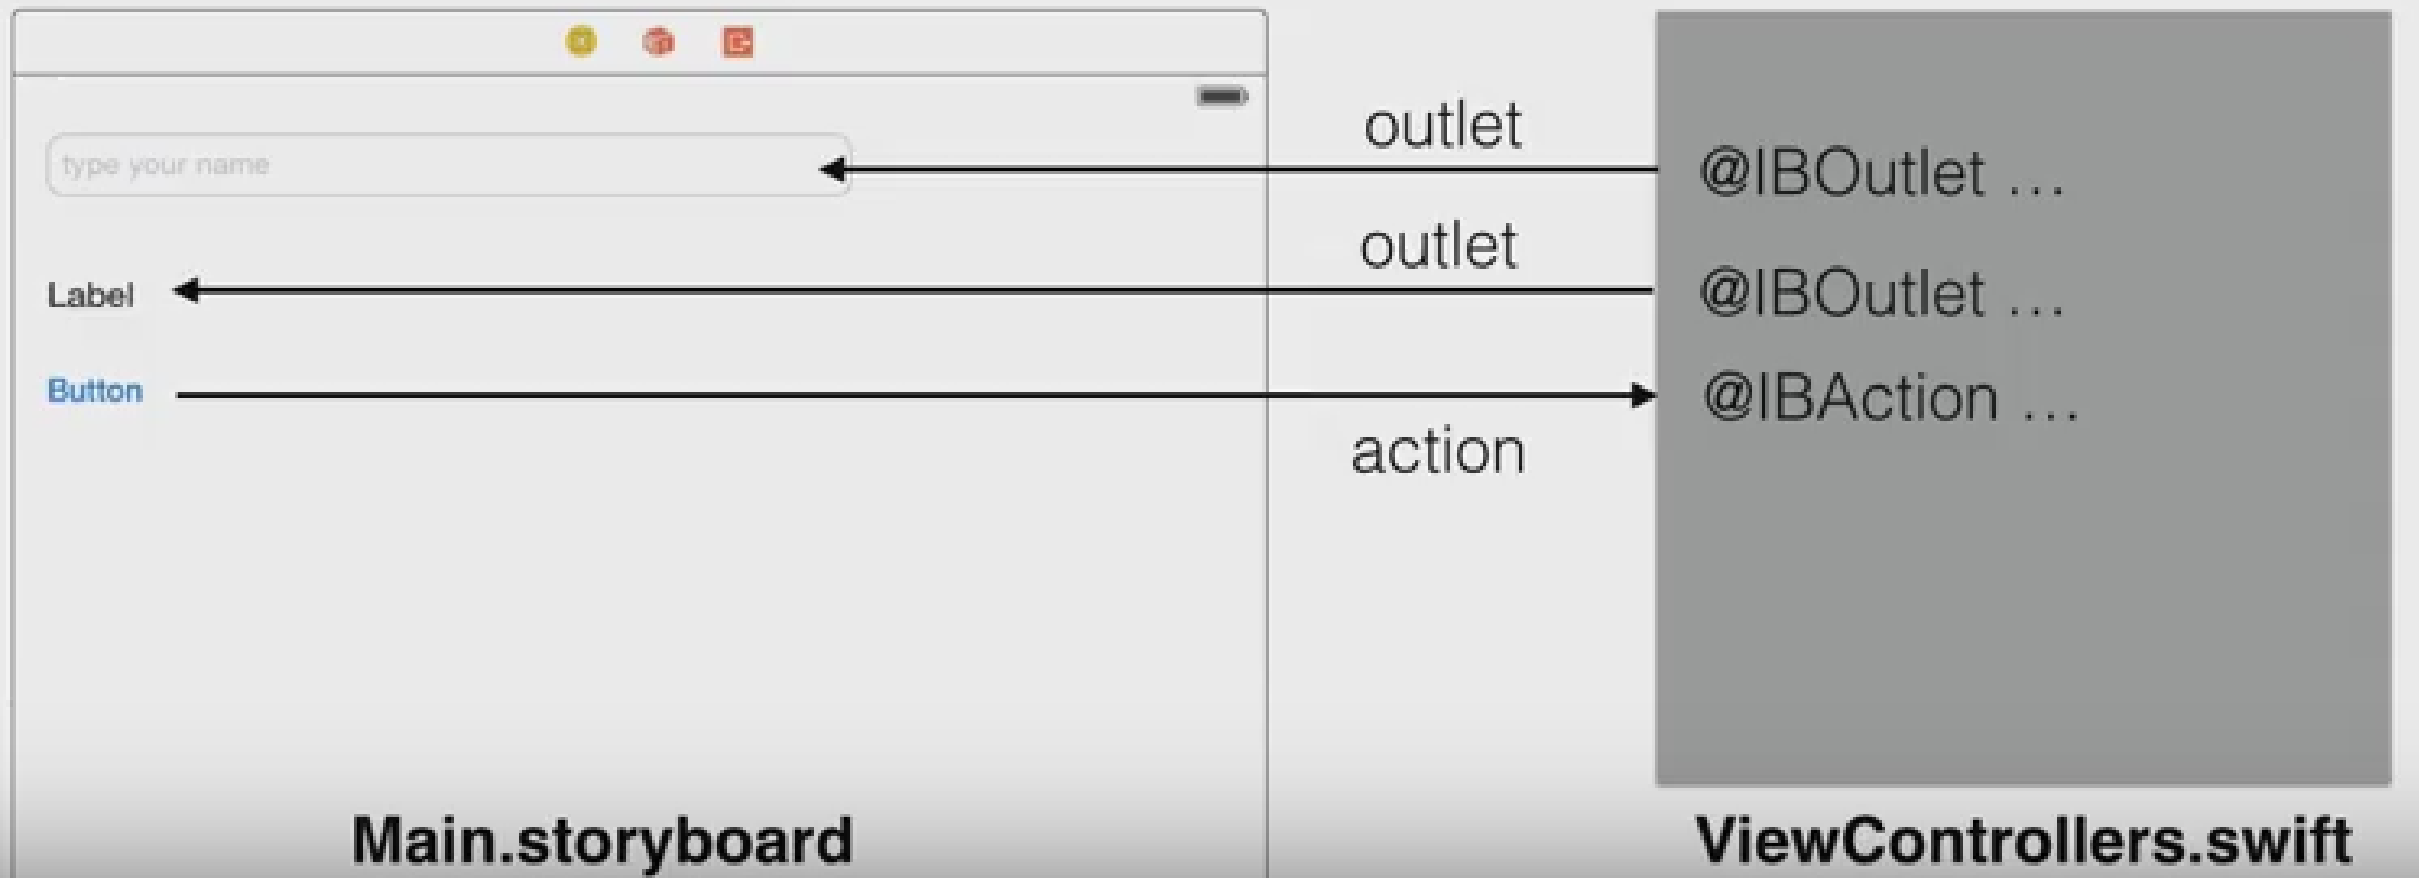 outlet
type your name
@IBOutlet ...
outlet
Label
@IBOutlet ...
Button
@IBAction ...
action
Main.storyboard
ViewControllers.swift